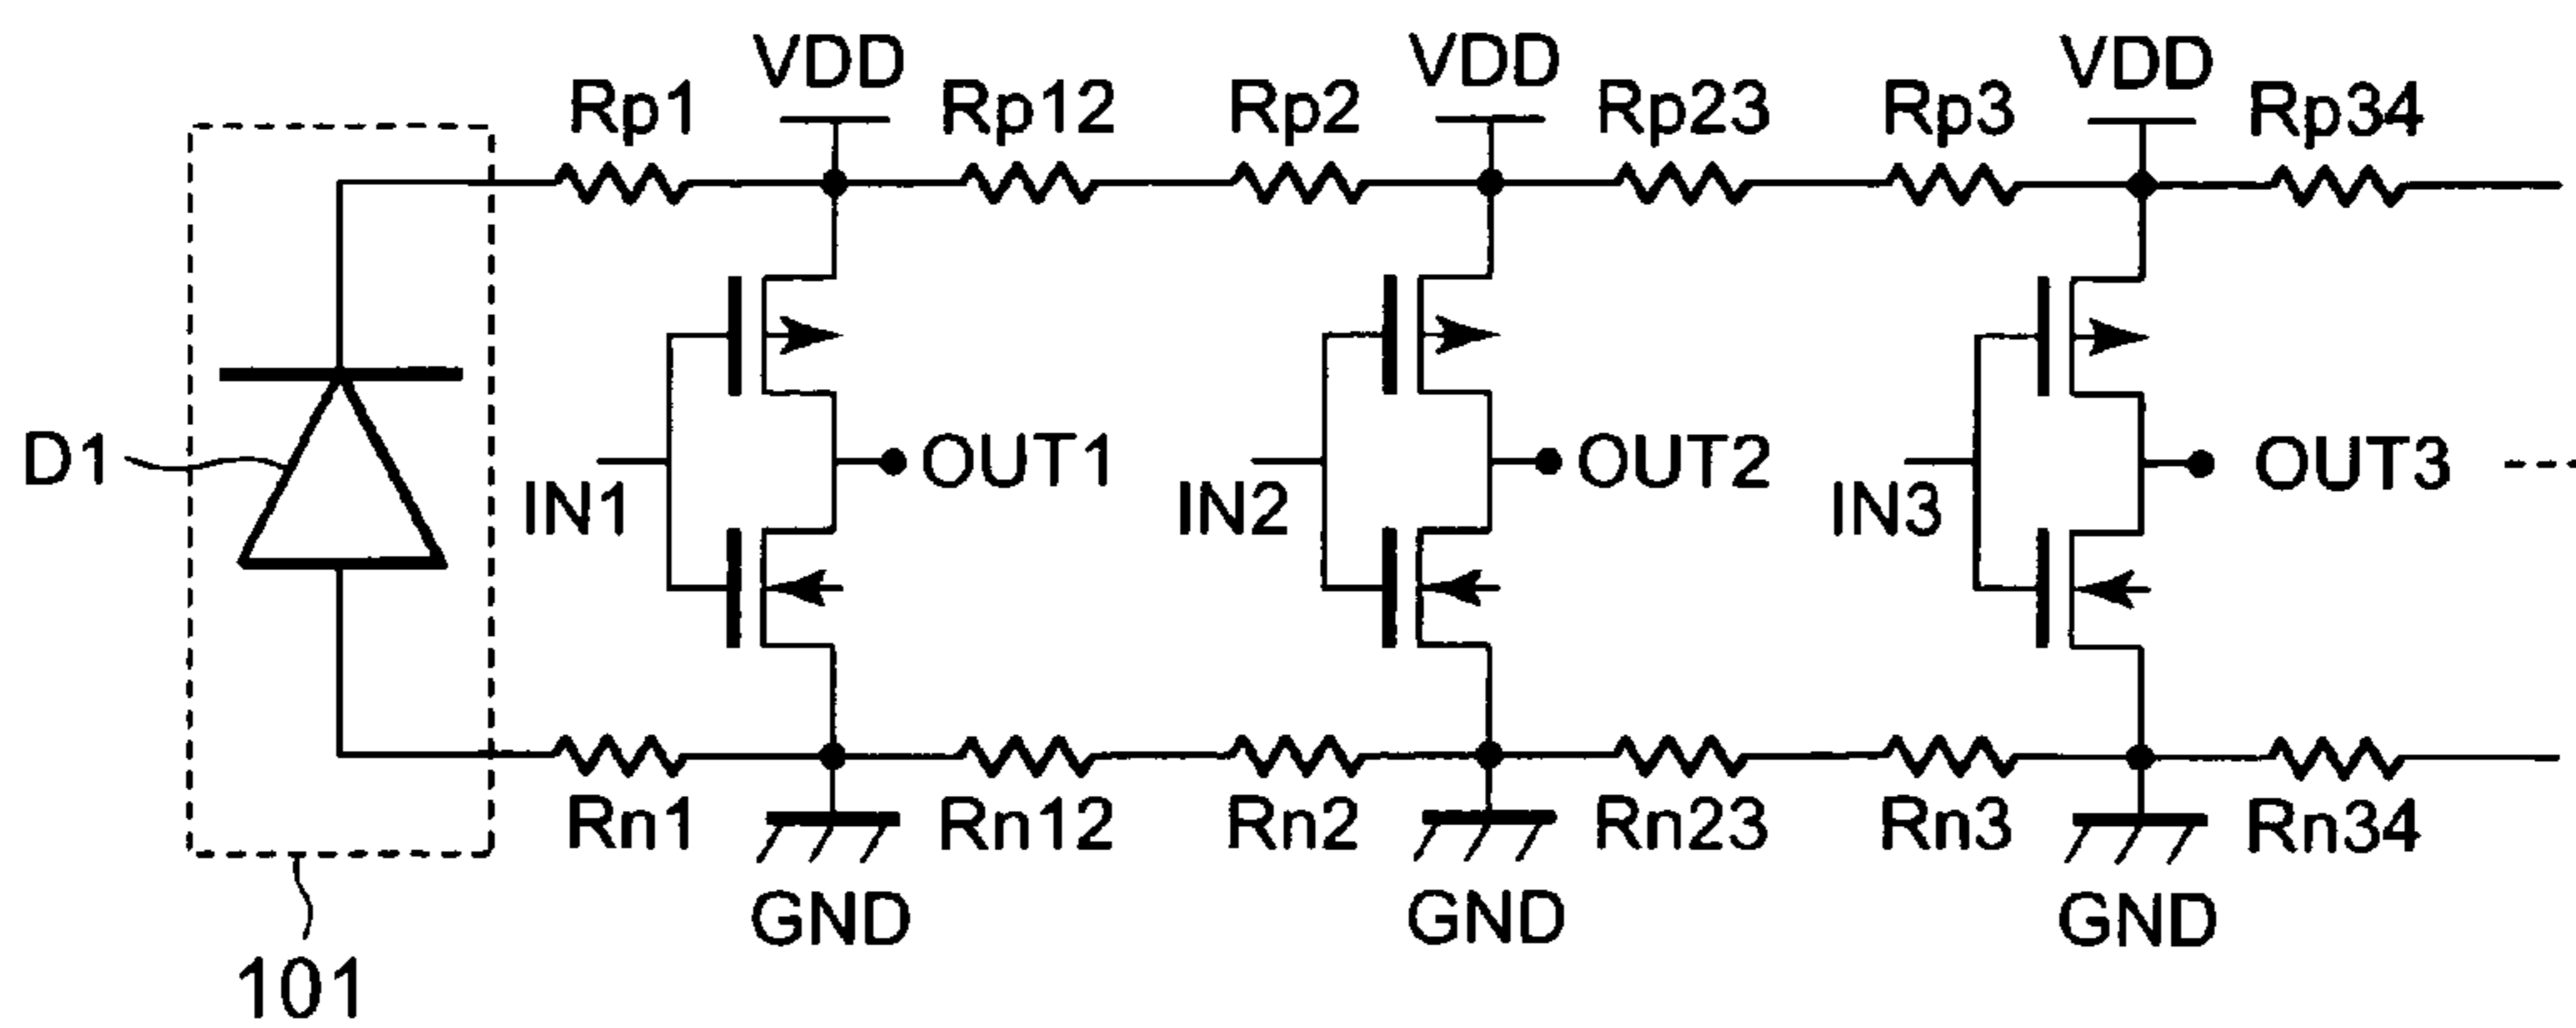 VDD VDD VDD
Rp1 Rp12 Rp2 Rp23 Rp3 Rp34
D1 IN1 OUT1 IN2 OUT2 IN3 OUT3
Rn1 Rn12 Rn2 Rn23 Rn3 Rn34
GND GND GND
101